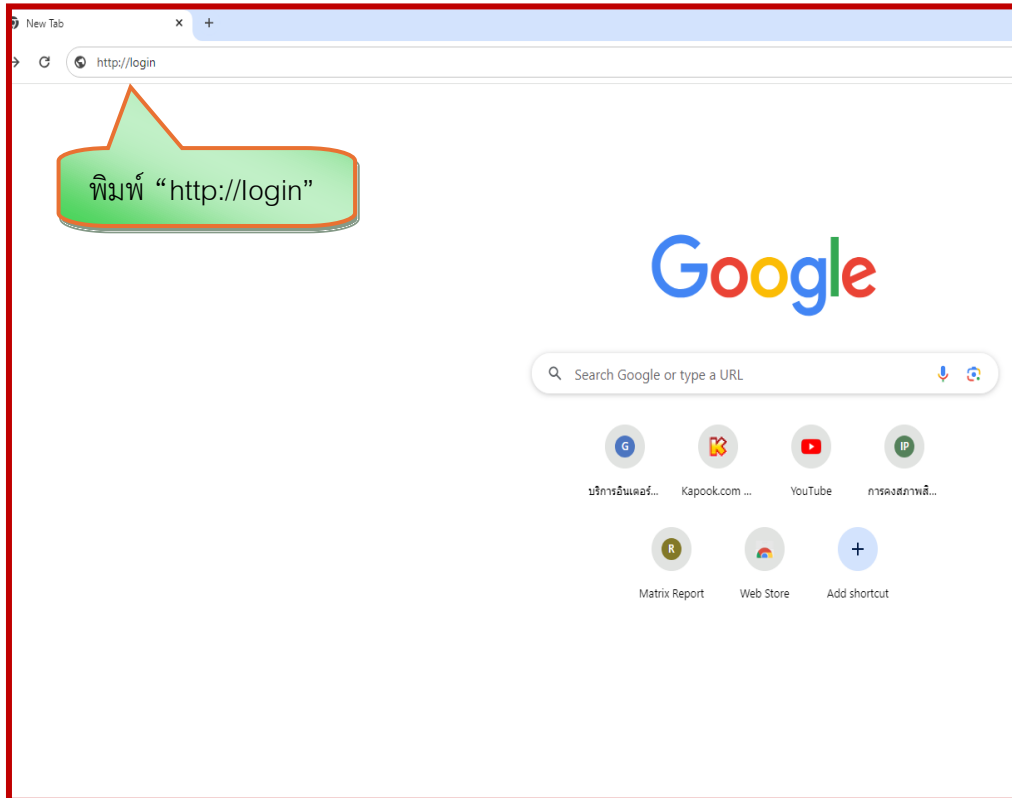 New Tab
http://login
พิมพ์ “http://login”
Google
Search Google or type a URL
G
IP
บริการอินเตอร์...
Kapook.com ...
YouTube
การคงสภาพสิ...
R
Matrix Report
Web Store
Add shortcut